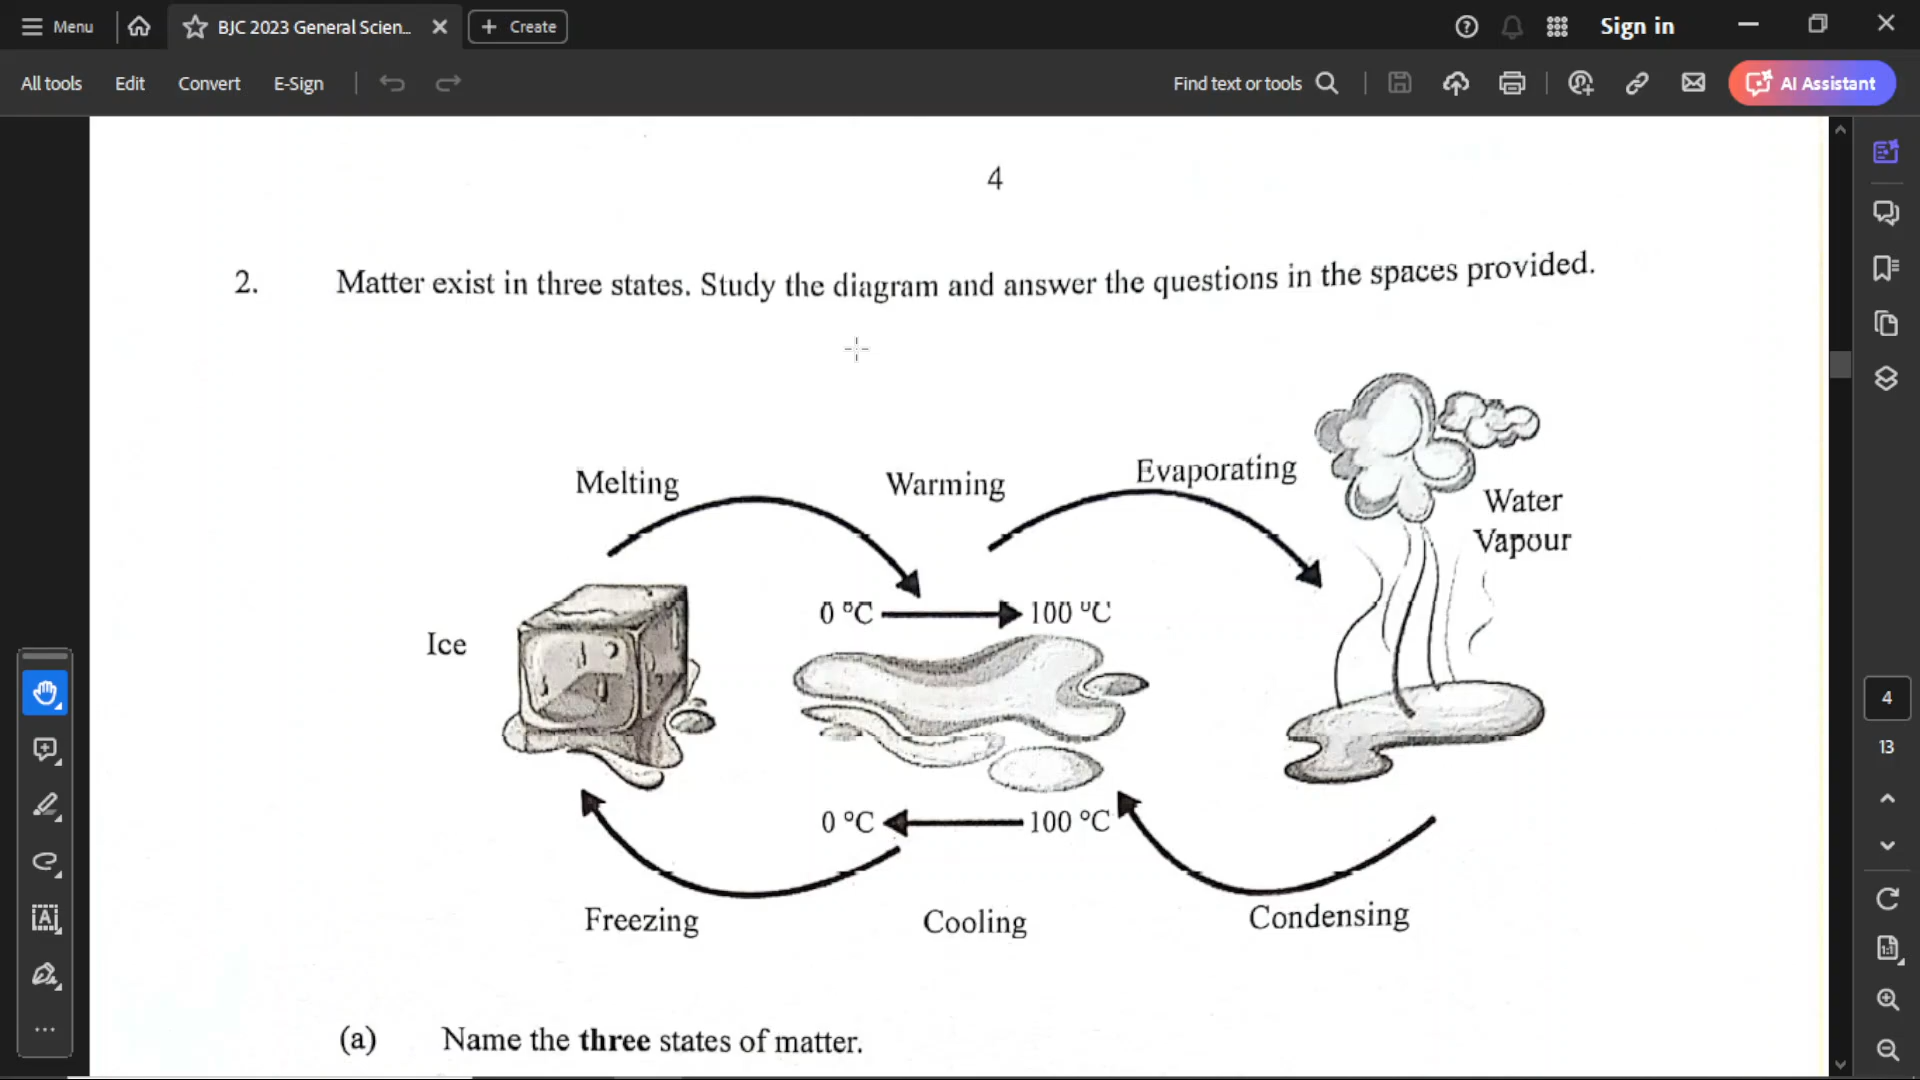 Menu
BJC 2023 General Scien...
Create
Sign in
All tools
Edit
Convert
E-Sign
Find text or tools
AI Assistant
4
2. Matter exist in three states. Study the diagram and answer the questions in the spaces provided.
Melting
Warming
Evaporating
Water
Vapour
0 °C
100 °C
Ice
0 °C
100 °C
Freezing
Cooling
Condensing
(a) Name the three states of matter.
4
13